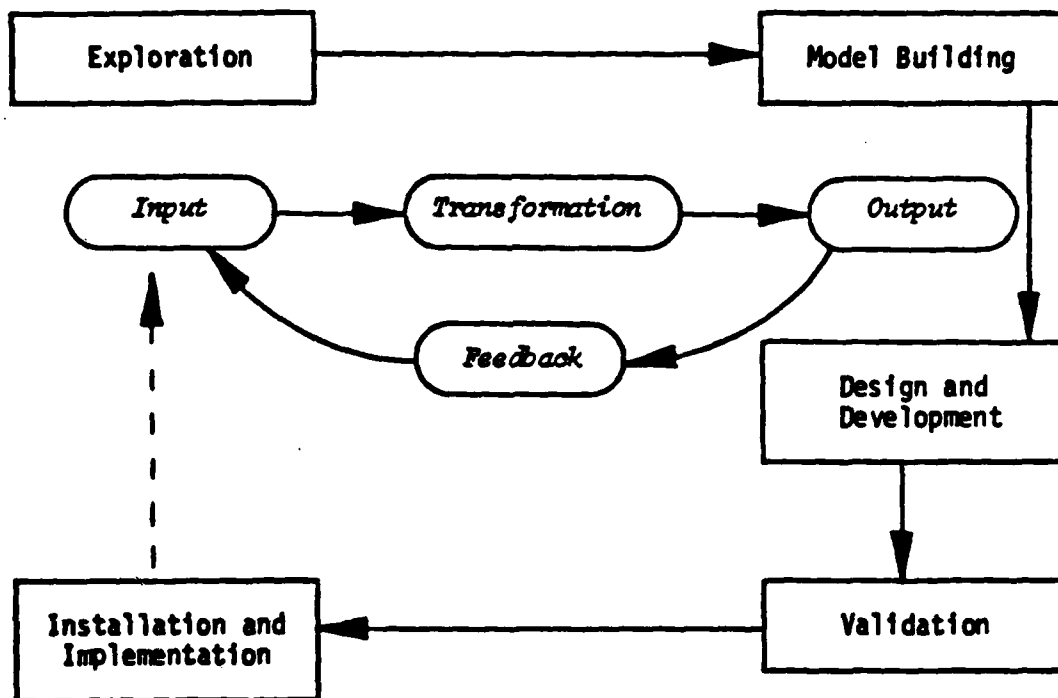 Exploration
Model Building
Input
Transformation
Output
Feedback
Design and
Development
Installation and
Implementation
Validation